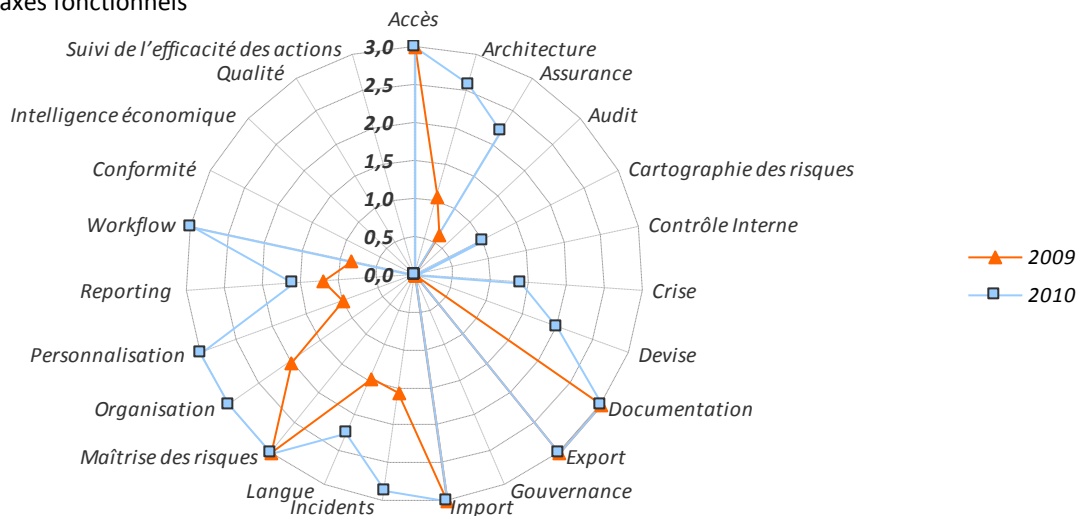 axes fonctionnels
Accès
Suivi de l'efficacité des actions
3,0
Architecture
Qualité
2,5
Assurance
Intelligence économique
2,0
Audit
Conformité
1,5
Cartographie des risques
Workflow
1,0
Contrôle Interne
0,5
2009
Reporting
0,0
Crise
2010
Personnalisation
Devise
Organisation
Documentation
Maîtrise des risques
Export
Langue
Gouvernance
Incidents
Import